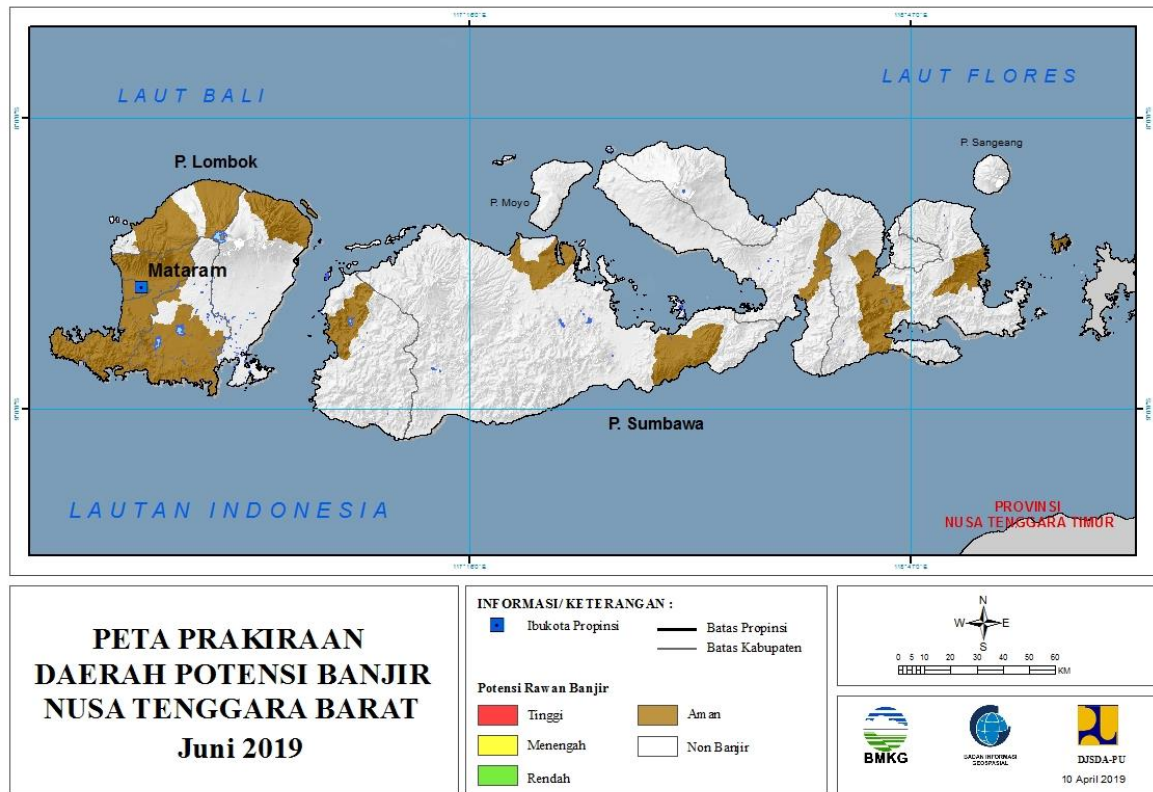 LAUT BALI
LAUT FLORES
P. Lombok
P. Sangeang
P. Moyo
Mataram
P. Sumbawa
LAUTAN INDONESIA
PROVINSI
NUSA TENGGARA TIMUR
PETA PRAKIRAAN
DAERAH POTENSI BANJIR
NUSA TENGGARA BARAT
Juni 2019
INFORMASI/ KETERANGAN :
Ibukota Propinsi
Batas Propinsi
Batas Kabupaten
Potensi Rawan Banjir
Tinggi
Aman
Menengah
Non Banjir
Rendah
N
W E
S
0 5 10 20 30 40 50 60
KM
BMKG
BADAN INFORMASI
GEOSPASIAL
DJSDA-PU
10 April 2019